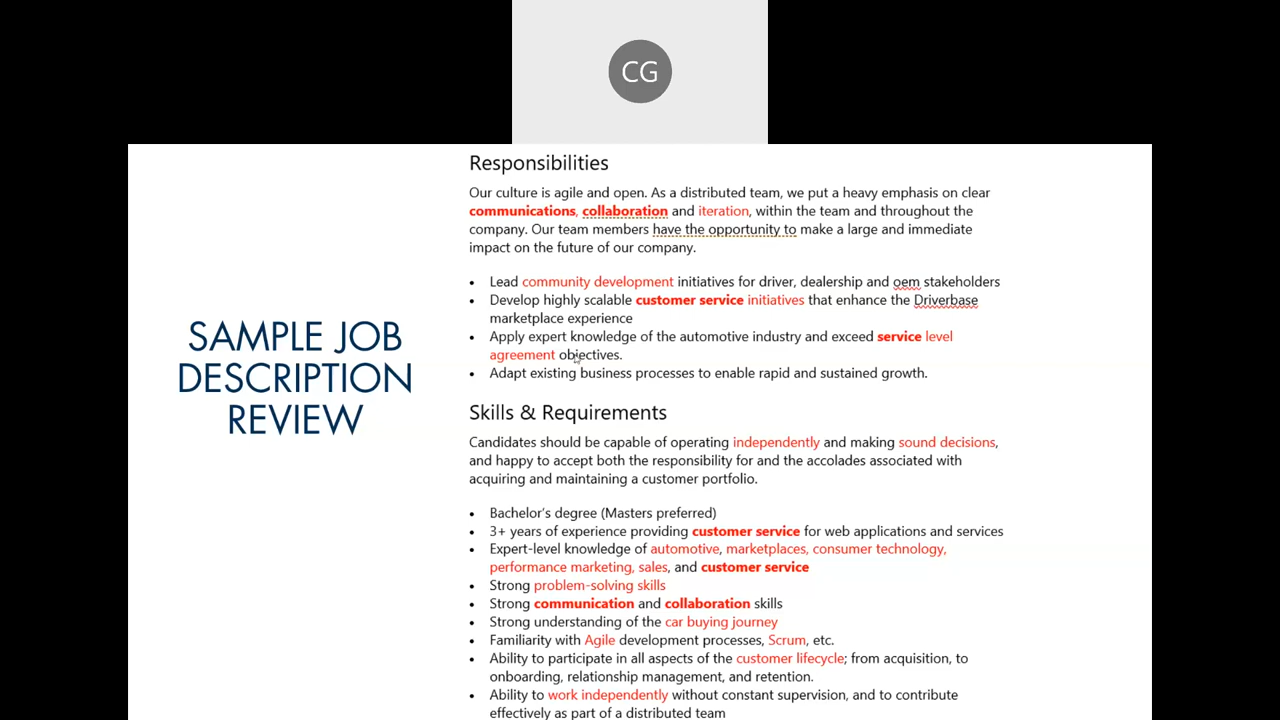 CG
SAMPLE JOB
DESCRIPTION
REVIEW
Responsibilities
Our culture is agile and open. As a distributed team, we put a heavy emphasis on clear
communications, collaboration and iteration, within the team and throughout the
company. Our team members have the opportunity to make a large and immediate
impact on the future of our company.
• Lead community development initiatives for driver, dealership and oem stakeholders
• Develop highly scalable customer service initiatives that enhance the Driverbase
marketplace experience
• Apply expert knowledge of the automotive industry and exceed service level
agreement objectives.
• Adapt existing business processes to enable rapid and sustained growth.
Skills & Requirements
Candidates should be capable of operating independently and making sound decisions,
and happy to accept both the responsibility for and the accolades associated with
acquiring and maintaining a customer portfolio.
• Bachelor's degree (Masters preferred)
• 3+ years of experience providing customer service for web applications and services
• Expert-level knowledge of automotive, marketplaces, consumer technology,
performance marketing, sales, and customer service
• Strong problem-solving skills
• Strong communication and collaboration skills
• Strong understanding of the car buying journey
• Familiarity with Agile development processes, Scrum, etc.
• Ability to participate in all aspects of the customer lifecycle; from acquisition, to
onboarding, relationship management, and retention.
• Ability to work independently without constant supervision, and to contribute
effectively as part of a distributed team